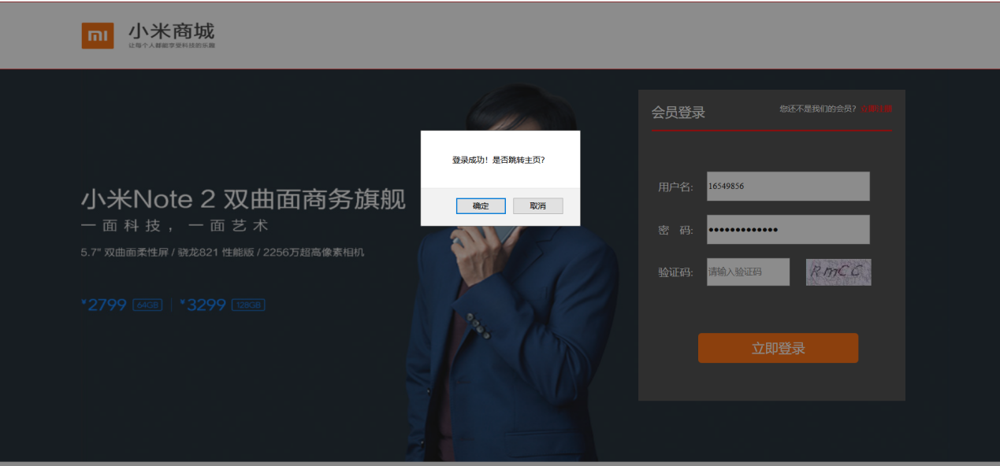 mi 小米商城
让每个人都能享受科技的乐趣
会员登录 您还不是我们的会员? 立即注册
登录成功！是否跳转主页?
确定 取消
小米Note 2 双曲面商务旗舰
一面科技，一面艺术
5.7" 双曲面柔性屏 / 骁龙821 性能版 / 2256万超高像素相机
¥2799 64GB ¥3299 128GB
用户名: 16549856
密 码: •••••••••••••
验证码: 请输入验证码 RmCC
立即登录